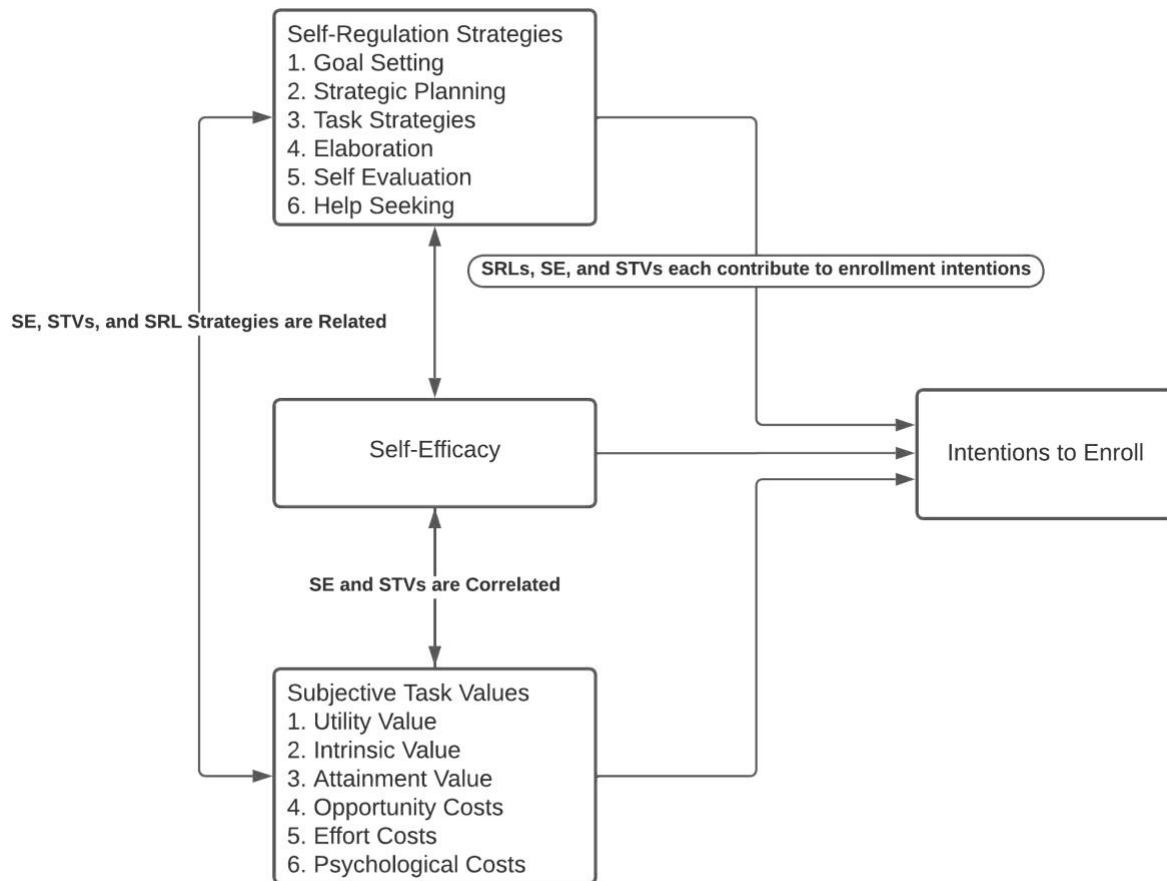 Self-Regulation Strategies
1. Goal Setting
2. Strategic Planning
3. Task Strategies
4. Elaboration
5. Self Evaluation
6. Help Seeking
SRLs, SE, and STVs each contribute to enrollment intentions
SE, STVs, and SRL Strategies are Related
Self-Efficacy
Intentions to Enroll
SE and STVs are Correlated
Subjective Task Values
1. Utility Value
2. Intrinsic Value
3. Attainment Value
4. Opportunity Costs
5. Effort Costs
6. Psychological Costs